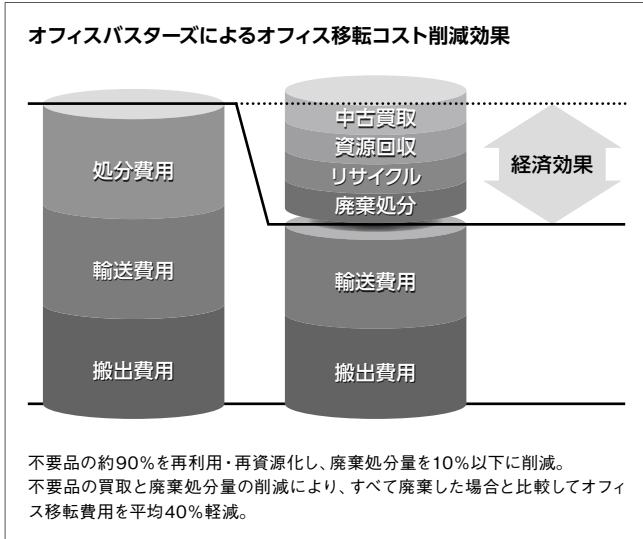 オフィスバスターズによるオフィス移転コスト削減効果
処分費用
輸送費用
搬出費用
中古買取
資源回収
リサイクル
廃棄処分
輸送費用
搬出費用
経済効果
不要品の約90%を再利用・再資源化し、廃棄処分量を10%以下に削減。
不要品の買取と廃棄処分量の削減により、すべて廃棄した場合と比較してオフィ
ス移転費用を平均40%軽減。